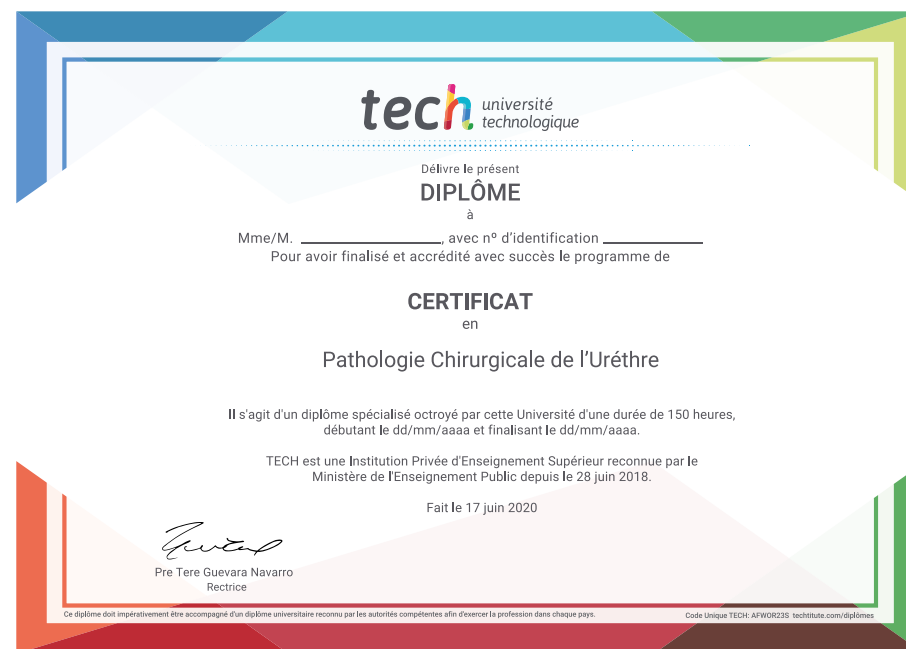 tech université
technologique
Délivre le présent
DIPLÔME
à
Mme/M. ____________________, avec nº d'identification ______________
Pour avoir finalisé et accrédité avec succès le programme de
CERTIFICAT
en
Pathologie Chirurgicale de l'Uréthre
Il s'agit d'un diplôme spécialisé octroyé par cette Université d'une durée de 150 heures,
débutant le dd/mm/aaaa et finalisant le dd/mm/aaaa.
TECH est une Institution Privée d'Enseignement Supérieur reconnue par le
Ministère de l'Enseignement Public depuis le 28 juin 2018.
Fait le 17 juin 2020
Pre Tere Guevara Navarro
Rectrice
Ce diplôme doit impérativement être accompagné d'un diplôme universitaire reconnu par les autorités compétentes afin d'exercer la profession dans chaque pays.
Code Unique TECH: AFWOR23S techtitute.com/diplômes